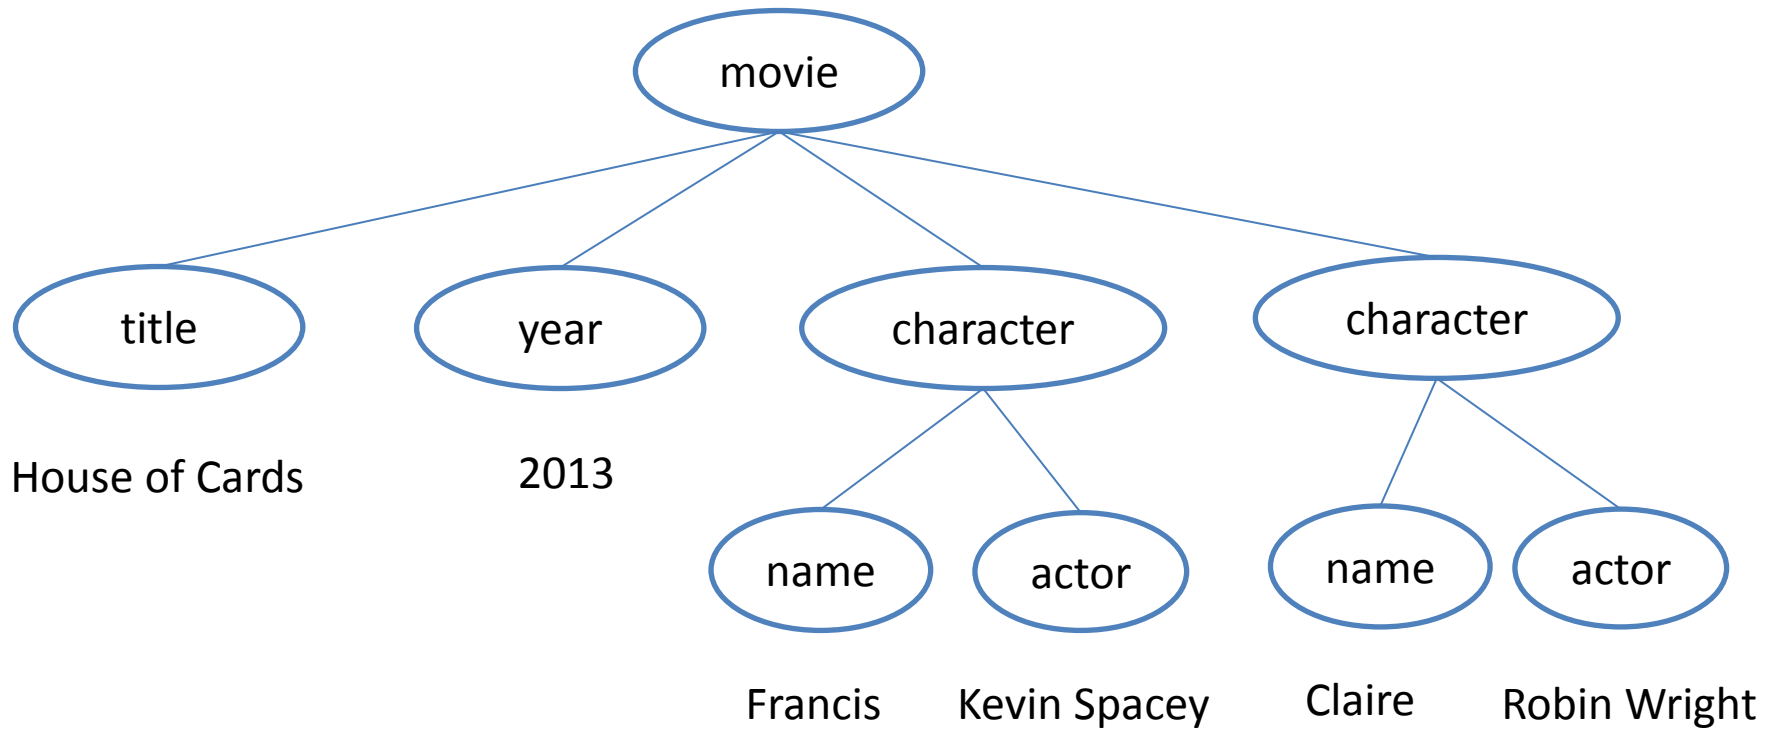 movie
title
year
character
character
House of Cards
2013
name
actor
name
actor
Francis
Kevin Spacey
Claire
Robin Wright